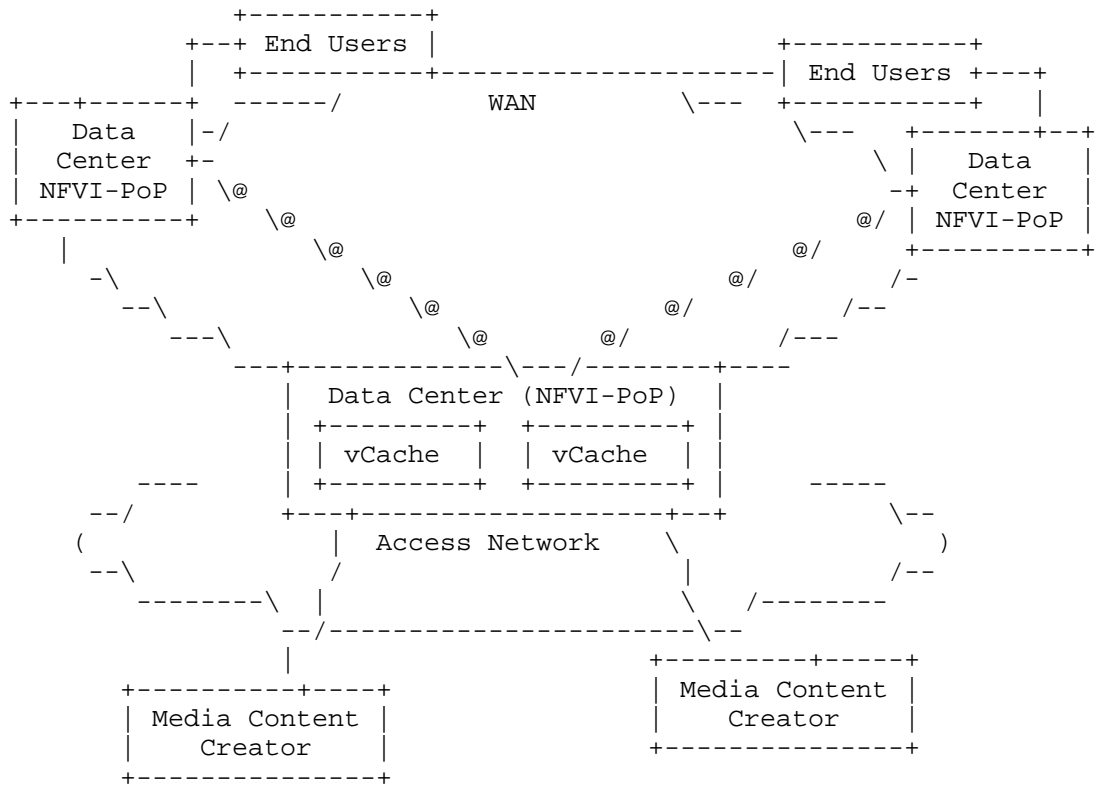 End Users
End Users
WAN
Data
Center
NFVI-PoP
Data
Center
NFVI-PoP
Data Center (NFVI-PoP)
vCache
vCache
Access Network
Media Content
Creator
Media Content
Creator